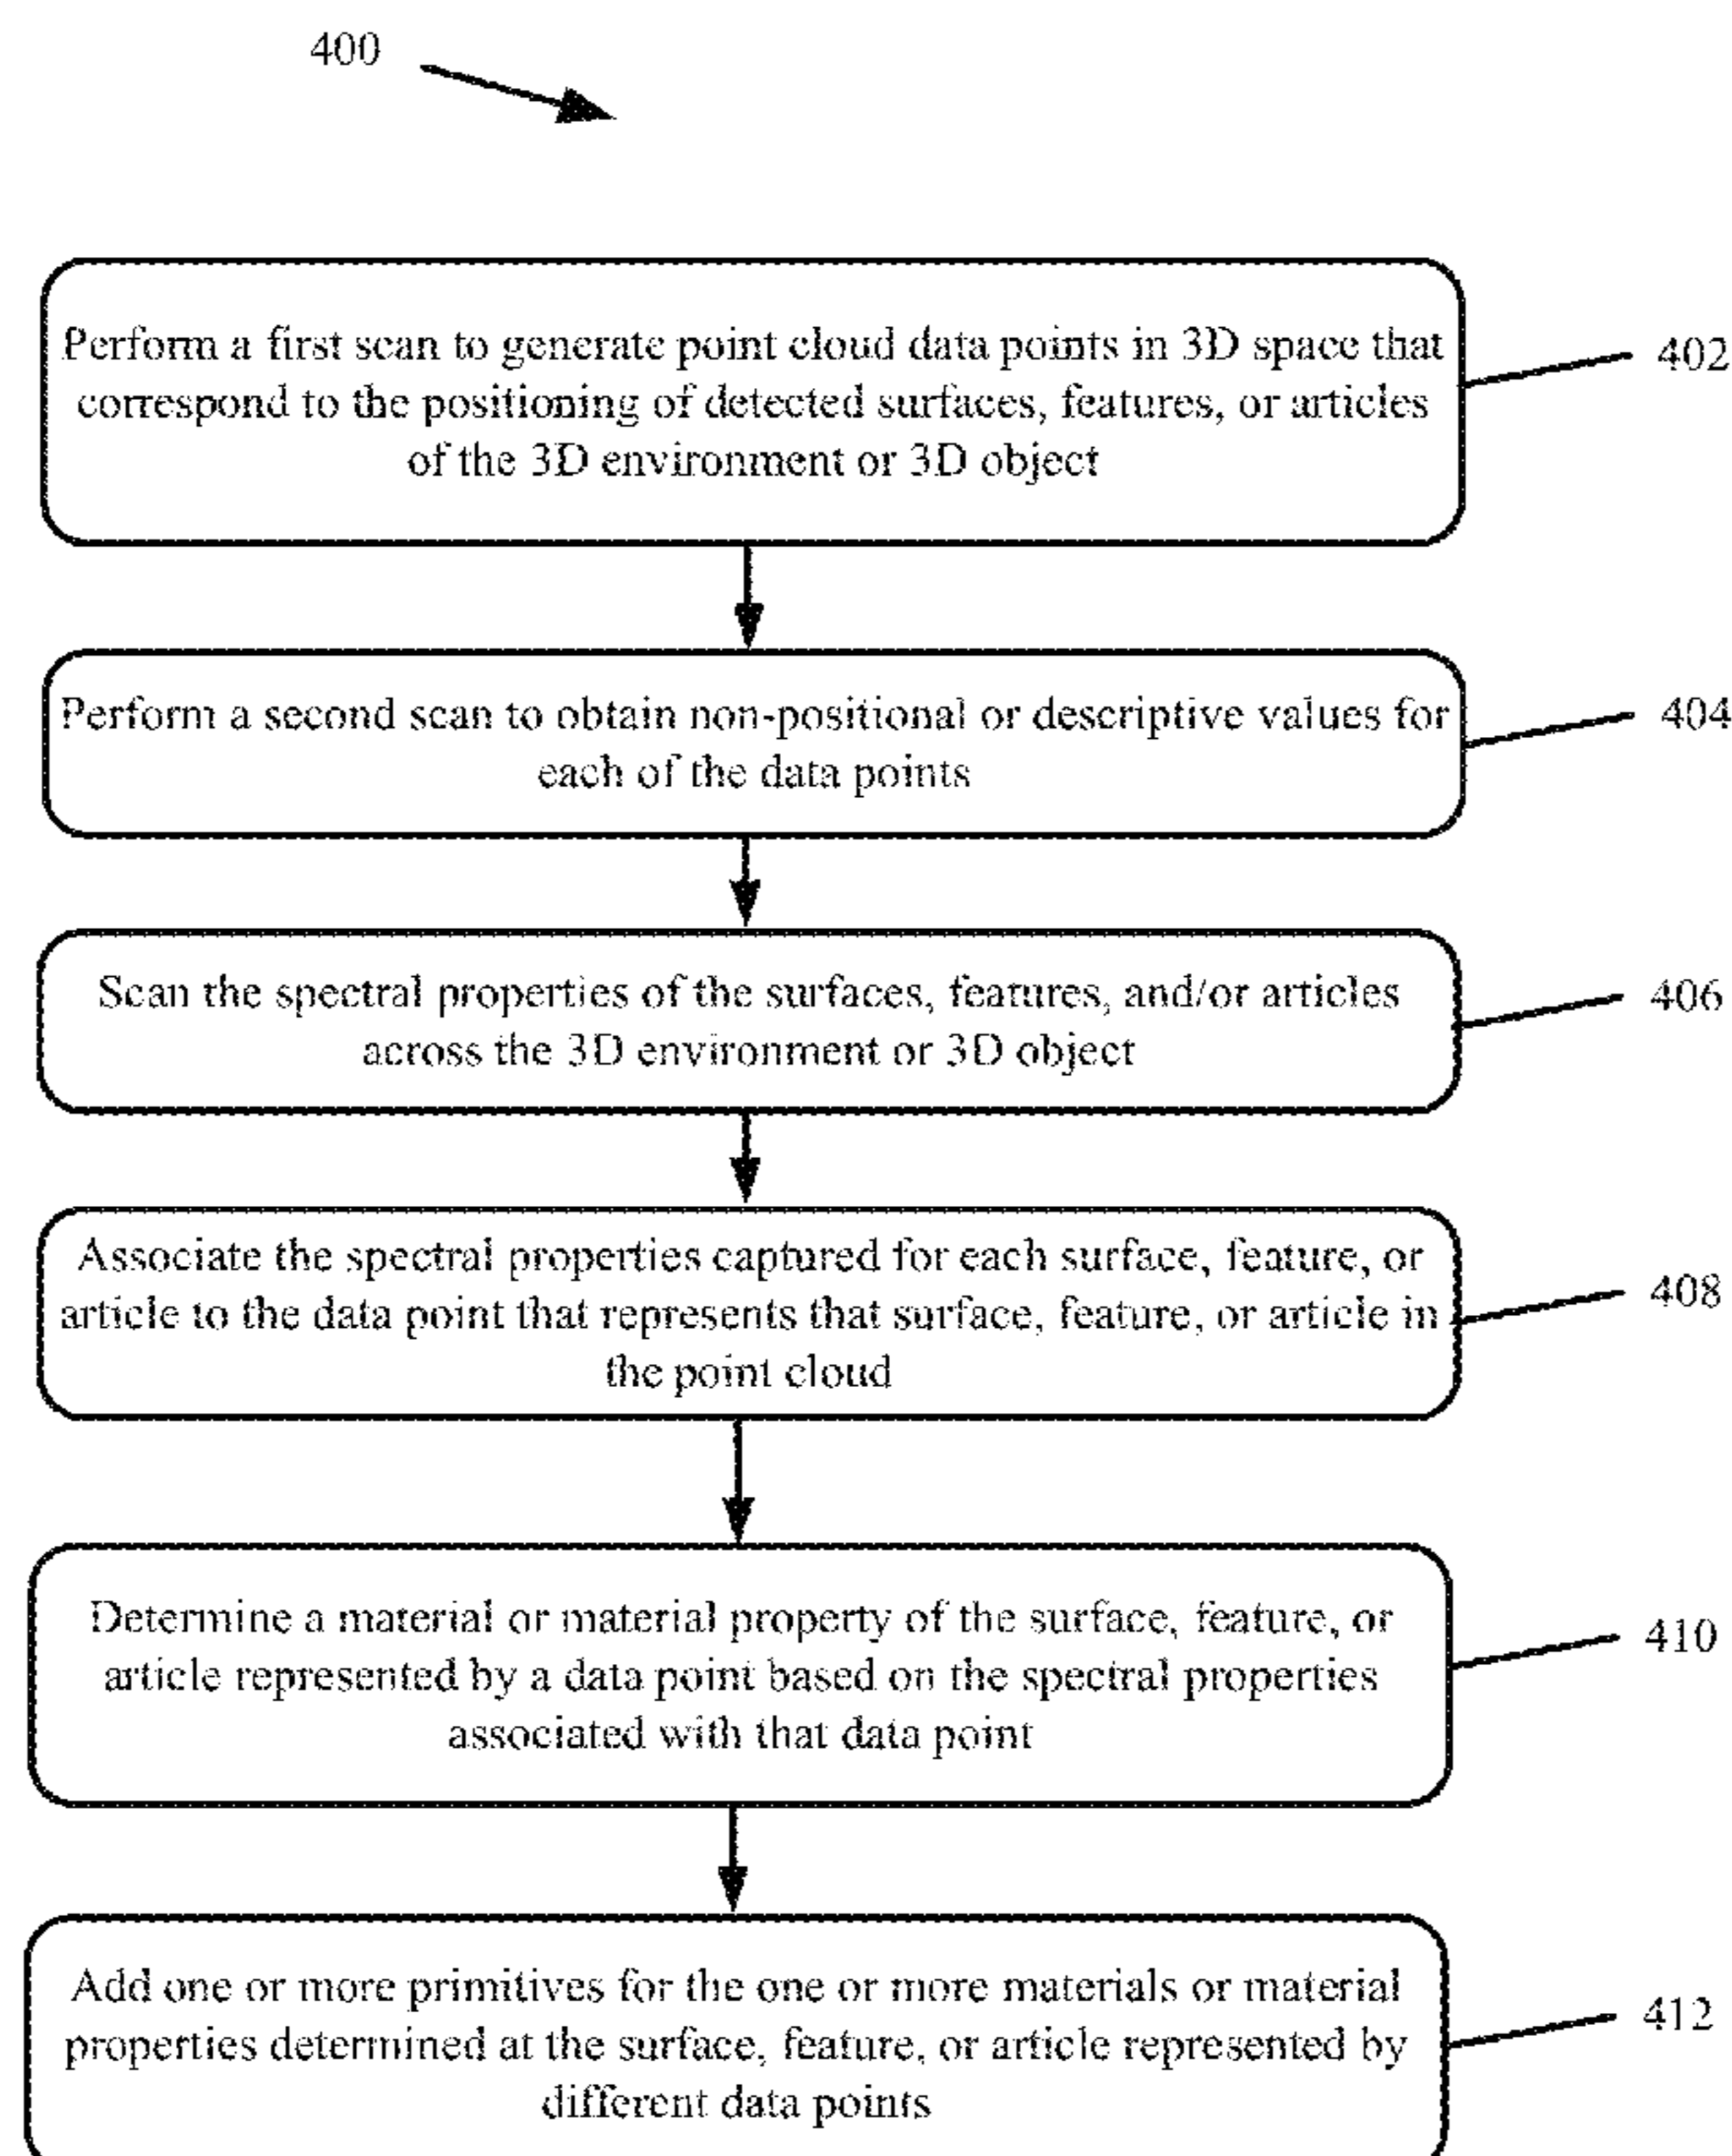 400
Perform a first scan to generate point cloud data points in 3D space that
correspond to the positioning of detected surfaces, features, or articles
of the 3D environment or 3D object
402
Perform a second scan to obtain non-positional or descriptive values for
each of the data points
404
Scan the spectral properties of the surfaces, features, and/or articles
across the 3D environment or 3D object
406
Associate the spectral properties captured for each surface, feature, or
article to the data point that represents that surface, feature, or article in
the point cloud
408
Determine a material or material property of the surface, feature, or
article represented by a data point based on the spectral properties
associated with that data point
410
Add one or more primitives for the one or more materials or material
properties determined at the surface, feature, or article represented by
different data points
412